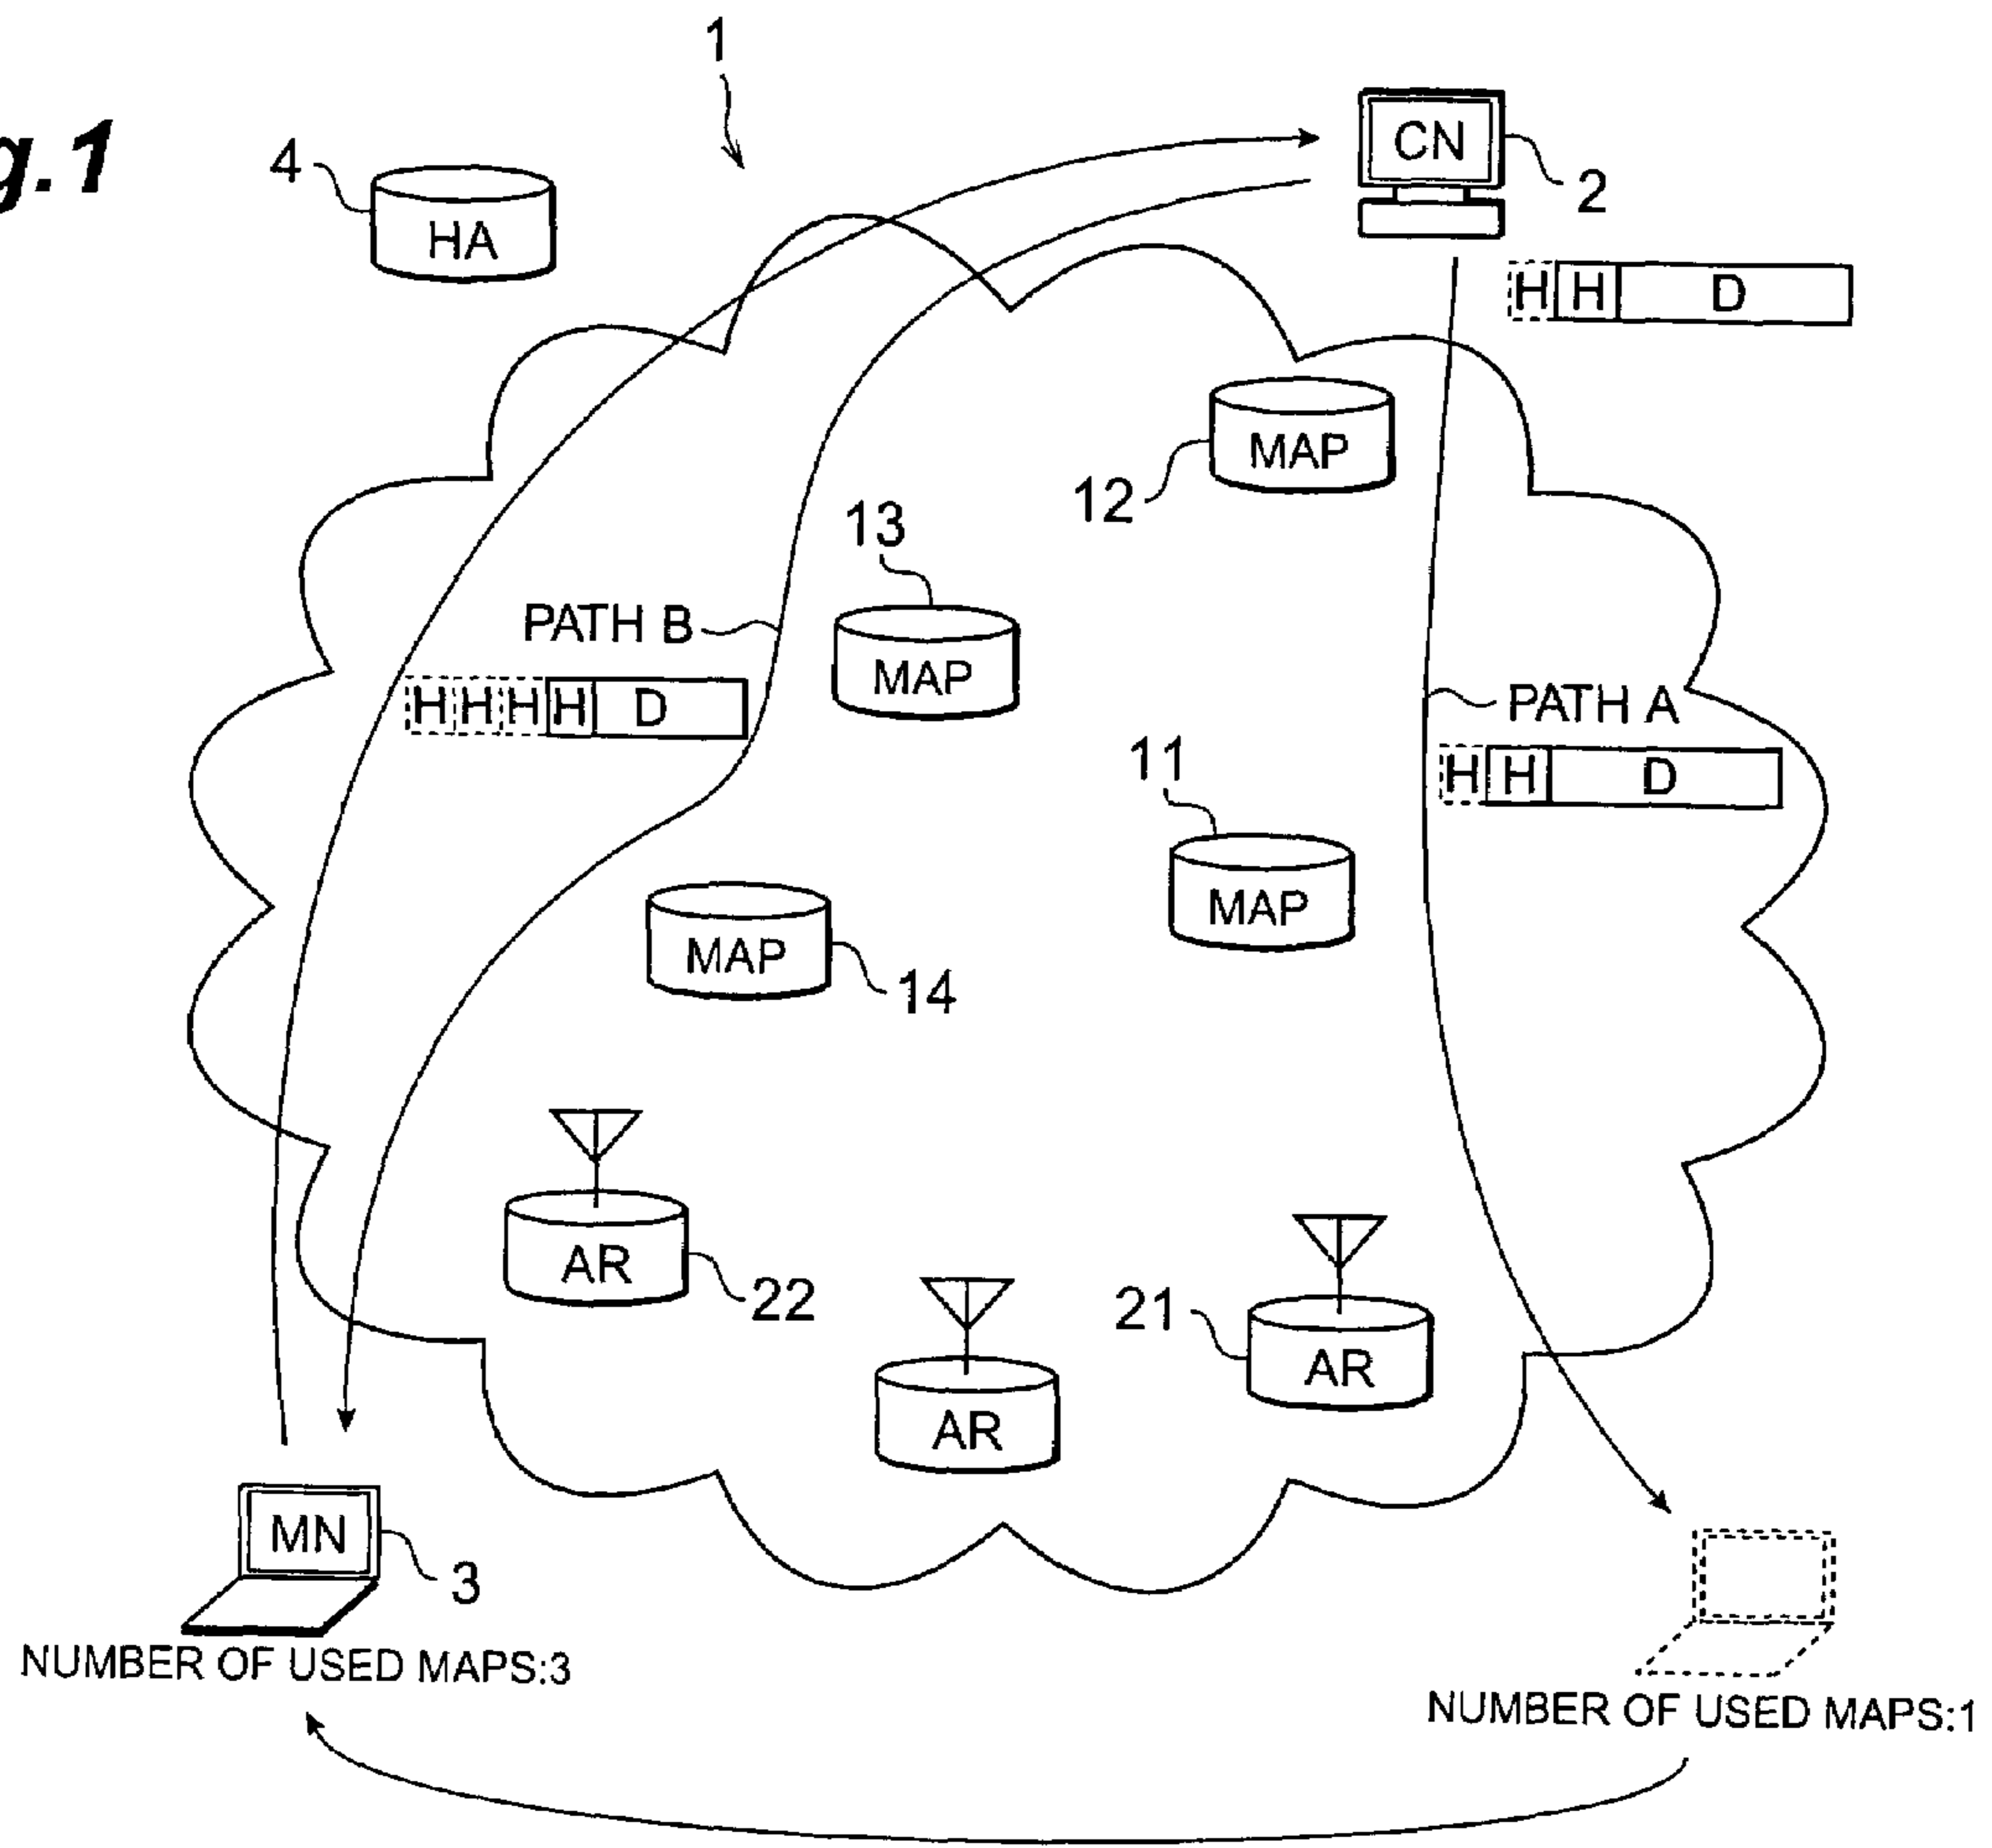 g.1
1
4
HA
CN
2
H H D
MAP
12
13
MAP
PATH B
H H H H D
PATH A
H H D
11
MAP
MAP
14
AR
22
AR
21
AR
MN
3
NUMBER OF USED MAPS:3
NUMBER OF USED MAPS:1